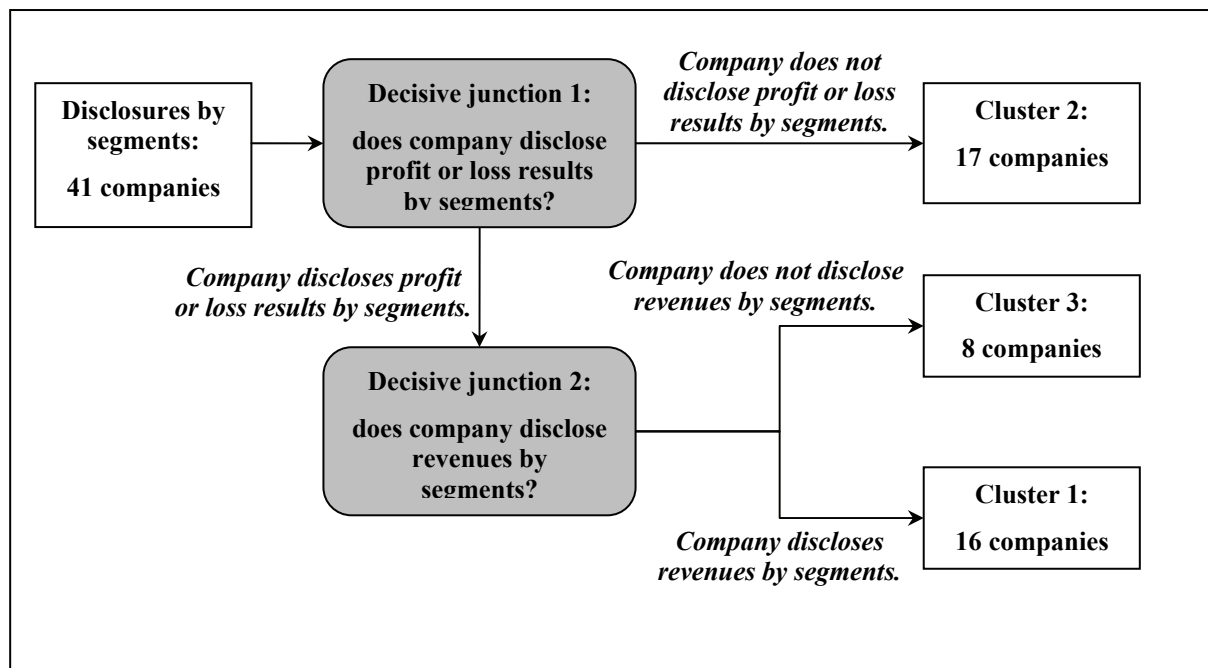 Disclosures by
segments:
41 companies
Decisive junction 1:
does company disclose
profit or loss results
by segments?
Company does not
disclose profit or loss
results by segments.
Cluster 2:
17 companies
Company discloses profit
or loss results by segments.
Company does not disclose
revenues by segments.
Cluster 3:
8 companies
Decisive junction 2:
does company disclose
revenues by
segments?
Company discloses
revenues by segments.
Cluster 1:
16 companies